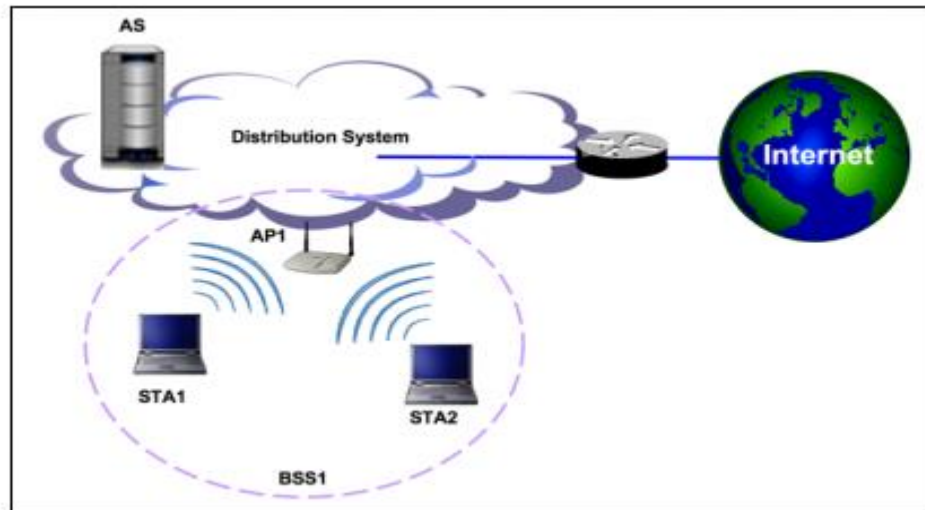 AS
Distribution System
Internet
AP1
STA1
STA2
BSS1